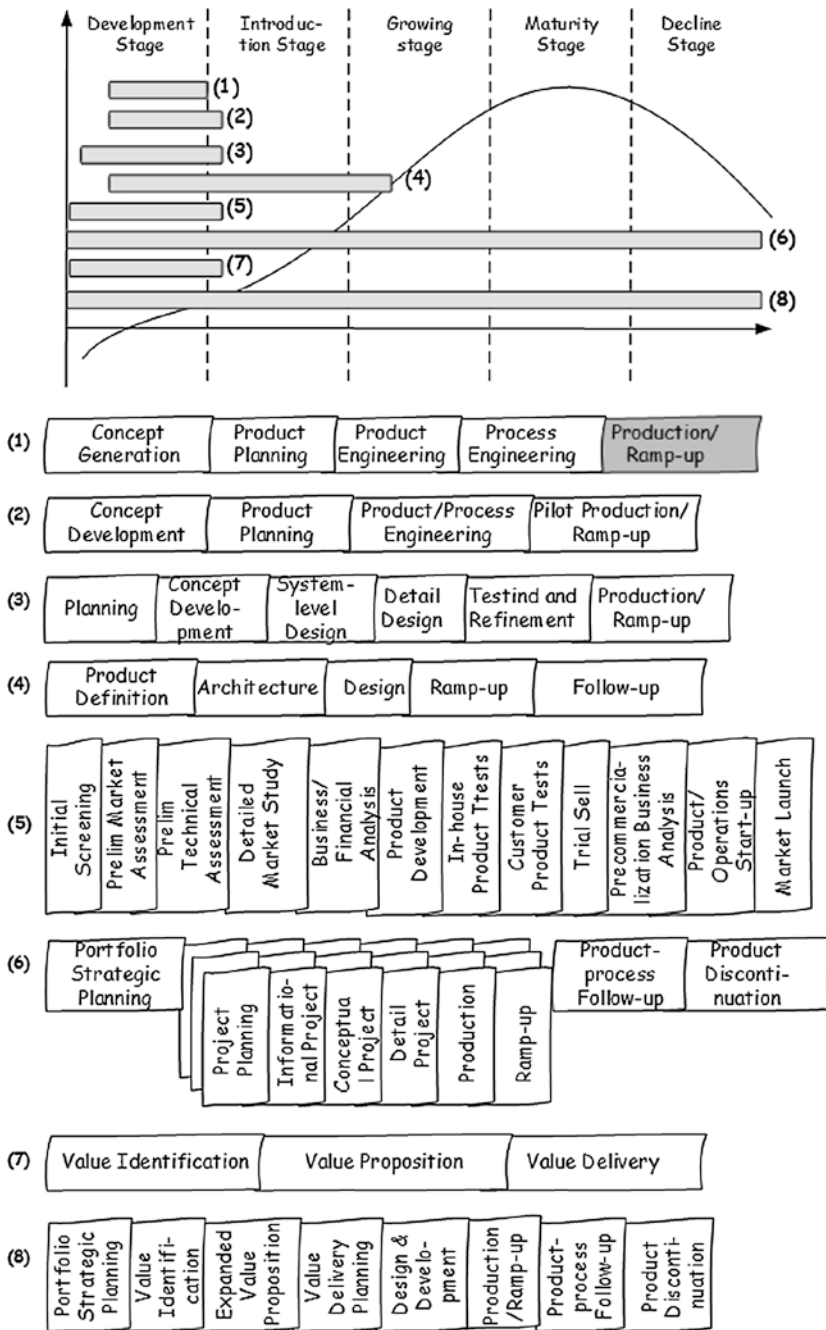 Development
Stage
Introduc-
tion Stage
Growing
stage
Maturity
Stage
Decline
Stage
(1)
(2)
(3)
(4)
(5)
(6)
(7)
(8)
(1)
Concept
Generation
Product
Planning
Product
Engineering
Process
Engineering
Production/
Ramp-up
(2)
Concept
Development
Product
Planning
Product/Process
Engineering
Pilot Production/
Ramp-up
(3)
Planning
Concept
Develo-
pment
System-
level
Design
Detail
Design
Testind and
Refinement
Production/
Ramp-up
(4)
Product
Definition
Architecture
Design
Ramp-up
Follow-up
(5)
Initial
Screening
Prelim Market
Assessment
Prelim
Technical
Assessment
Detailed
Market Study
Business/
Financial
Analysis
Product
Development
In-house
Product Ttests
Customer
Product Tests
Trial Sell
Precommercia-
lization Business
Analysis
Product/
Operations
Start-up
Market Launch
(6)
Portfolio
Strategic
Planning
Project
Planning
Informatio-
nal Project
Conceptua
l Project
Detail
Project
Production
Ramp-up
Product-
process
Follow-up
Product
Disconti-
nuation
(7)
Value Identification
Value Proposition
Value Delivery
(8)
Portfolio
Strategic
Planning
Value
Identifi-
cation
Expanded
Value
Proposition
Value
Delivery
Planning
Design &
Develo-
pment
Production
/Ramp-up
Product-
process
Follow-up
Product
Disconti-
nuation